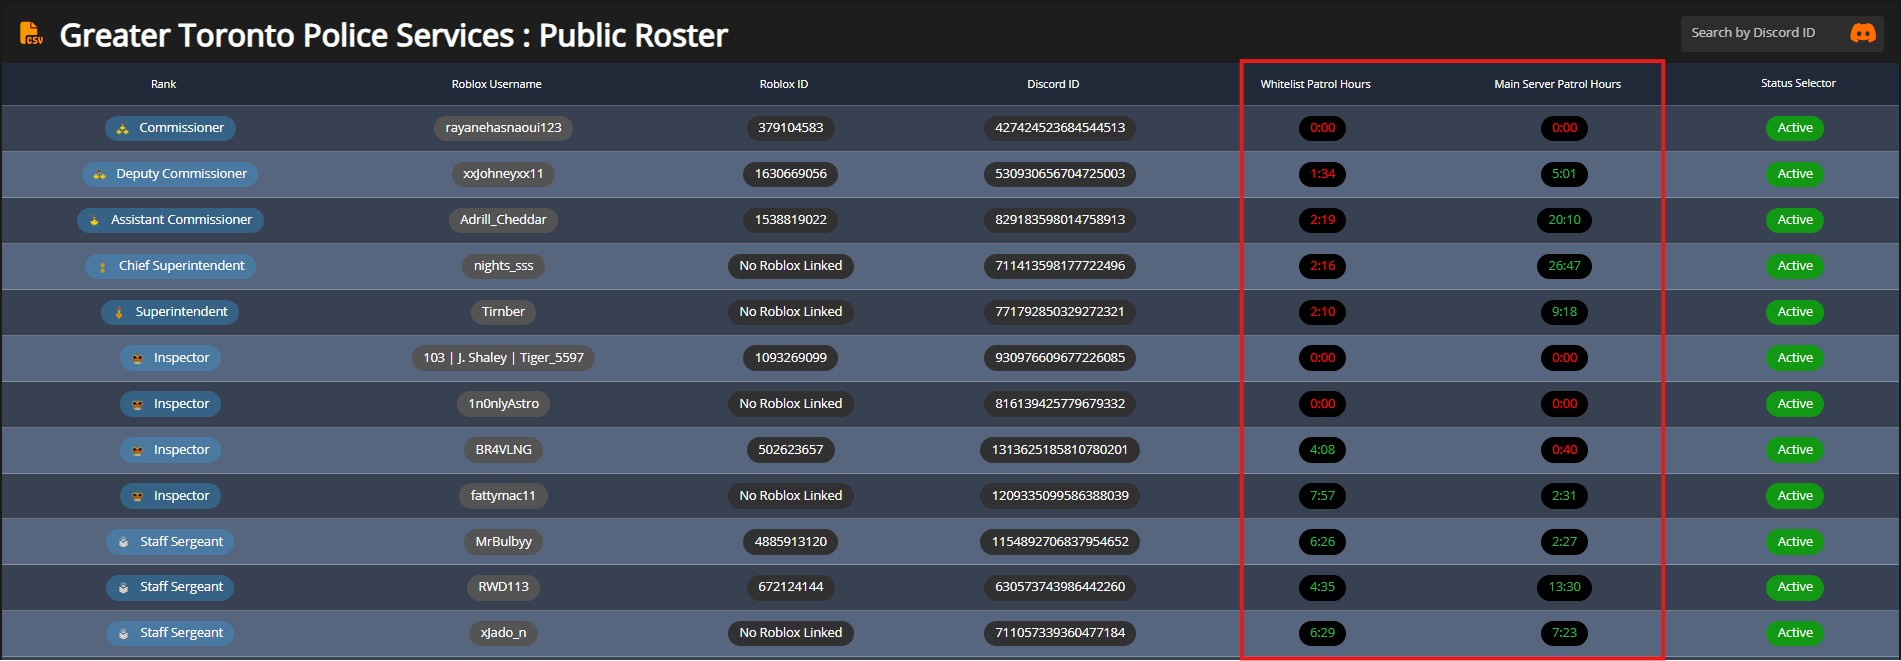 CSV
Greater Toronto Police Services : Public Roster
Search by Discord ID
Rank Roblox Username Roblox ID Discord ID Whitelist Patrol Hours Main Server Patrol Hours Status Selector
Commissioner rayanehasnaoui123 379104583 427424523684544513 0:00 0:00 Active
Deputy Commissioner xxJohneyxx11 1630669056 530930656704725003 1:34 5:01 Active
Assistant Commissioner Adrill_Cheddar 1538819022 829183598014758913 2:19 20:10 Active
Chief Superintendent nights_sss No Roblox Linked 711413598177722496 2:16 26:47 Active
Superintendent Tirnber No Roblox Linked 771792850329272321 2:10 9:18 Active
Inspector 103 | J. Shaley | Tiger_5597 1093269099 930976609677226085 0:00 0:00 Active
Inspector 1n0nlyAstro No Roblox Linked 816139425779679332 0:00 0:00 Active
Inspector BR4VLNG 502623657 1313625185810780201 4:08 0:40 Active
Inspector fattymac11 No Roblox Linked 1209335099586388039 7:57 2:31 Active
Staff Sergeant MrBulbyy 4885913120 1154892706837954652 6:26 2:27 Active
Staff Sergeant RWD113 672124144 630573743986442260 4:35 13:30 Active
Staff Sergeant xJado_n No Roblox Linked 711057339360477184 6:29 7:23 Active